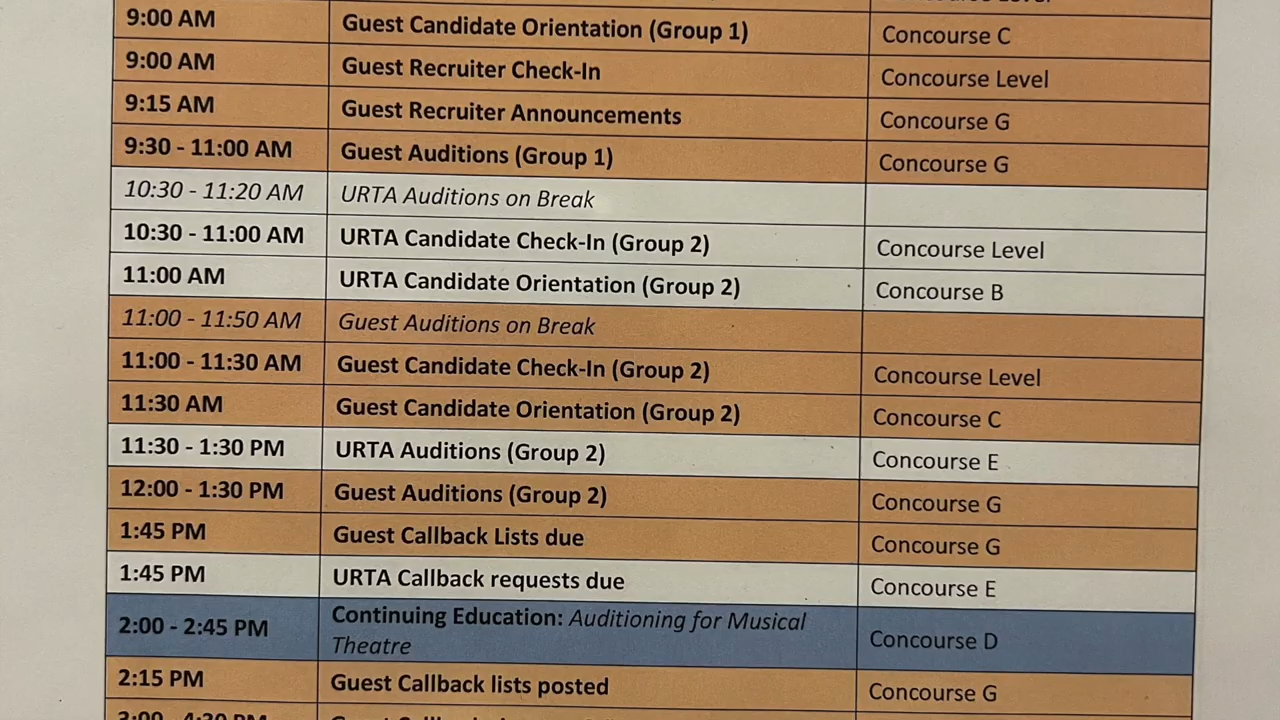 9:00 AM Guest Candidate Orientation (Group 1) Concourse C
9:00 AM Guest Recruiter Check-In Concourse Level
9:15 AM Guest Recruiter Announcements Concourse G
9:30 - 11:00 AM Guest Auditions (Group 1) Concourse G
10:30 - 11:20 AM URTA Auditions on Break
10:30 - 11:00 AM URTA Candidate Check-In (Group 2) Concourse Level
11:00 AM URTA Candidate Orientation (Group 2) Concourse B
11:00 - 11:50 AM Guest Auditions on Break
11:00 - 11:30 AM Guest Candidate Check-In (Group 2) Concourse Level
11:30 AM Guest Candidate Orientation (Group 2) Concourse C
11:30 - 1:30 PM URTA Auditions (Group 2) Concourse E
12:00 - 1:30 PM Guest Auditions (Group 2) Concourse G
1:45 PM Guest Callback Lists due Concourse G
1:45 PM URTA Callback requests due Concourse E
2:00 - 2:45 PM Continuing Education: Auditioning for Musical
Theatre Concourse D
2:15 PM Guest Callback lists posted Concourse G